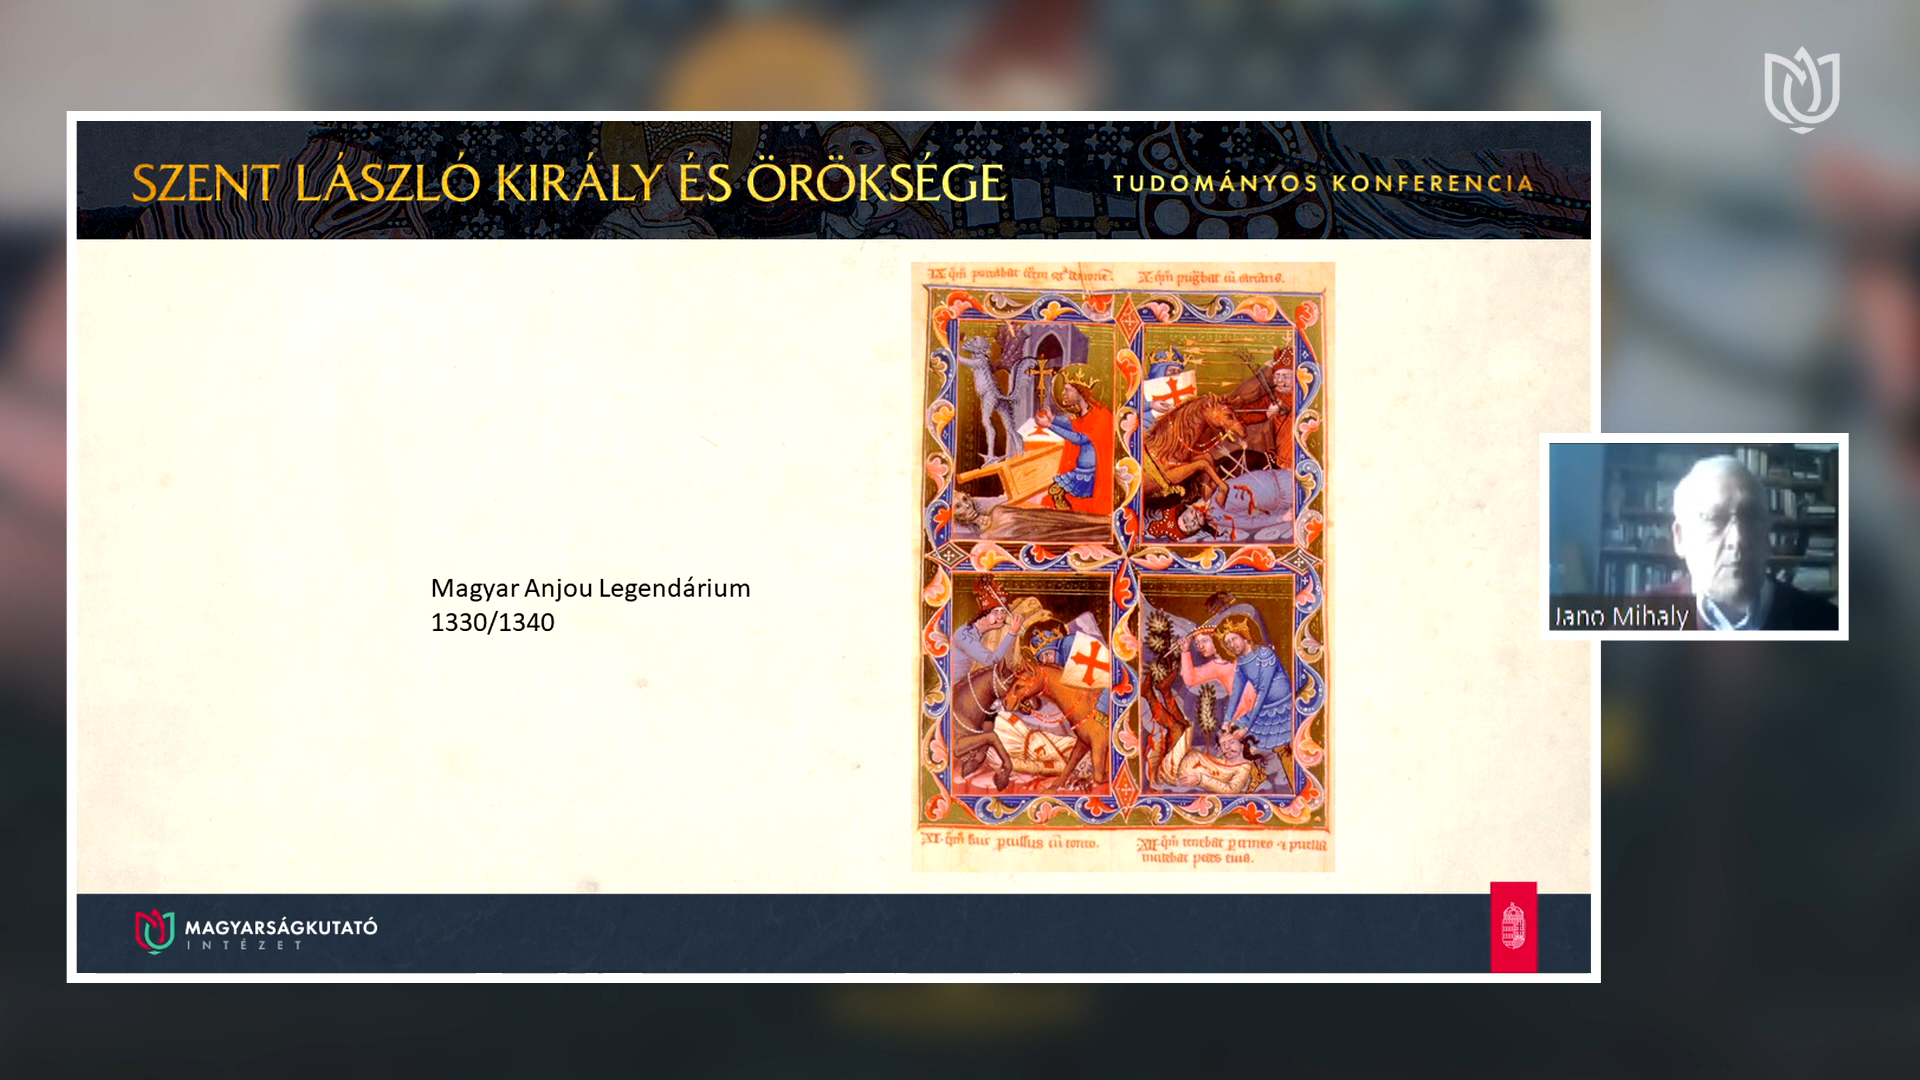 SZENT LÁSZLÓ KIRÁLY ÉS ÖRÖKSÉGE
TUDOMÁNYOS KONFERENCIA
Magyar Anjou Legendárium
1330/1340
Jano Mihaly
MAGYARSÁGKUTATÓ
INTÉZET